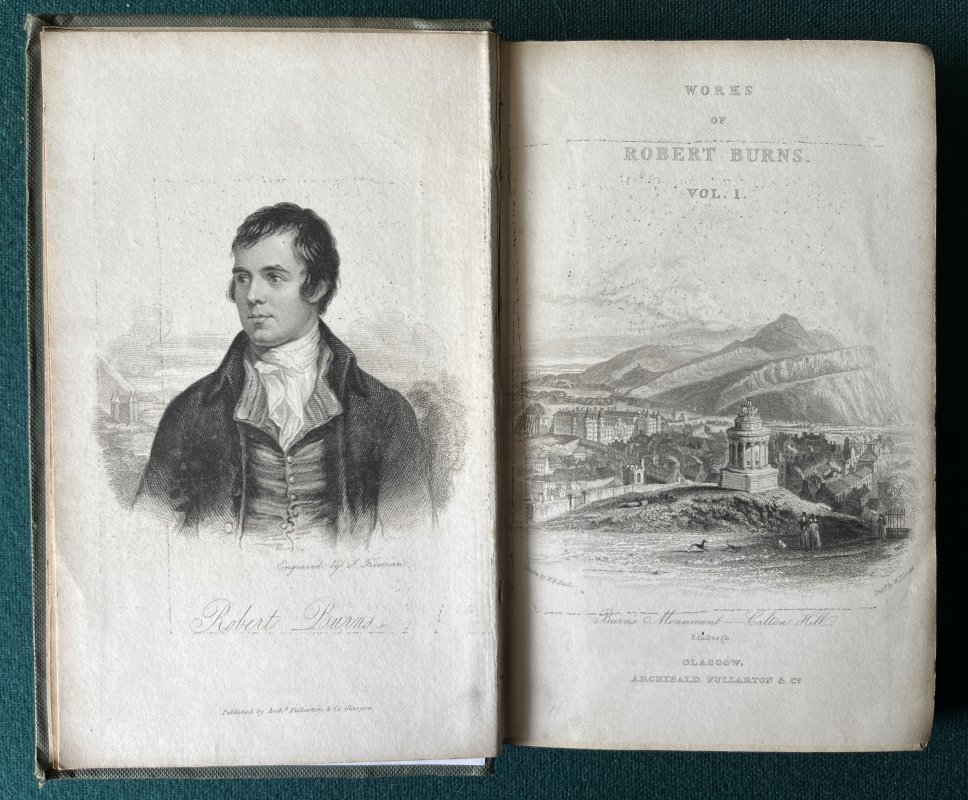 Engraved by S. Freeman.
Robert Burns
Published by Archd. Fullarton & Co Glasgow.
WORKS
OF
ROBERT BURNS.
VOL. I.
Burns Monument — Calton Hill.
Edinburgh
GLASGOW,
ARCHIBALD FULLARTON & Co